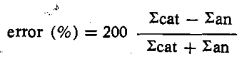 error (%) = 200 Σcat − Σan / Σcat + Σan